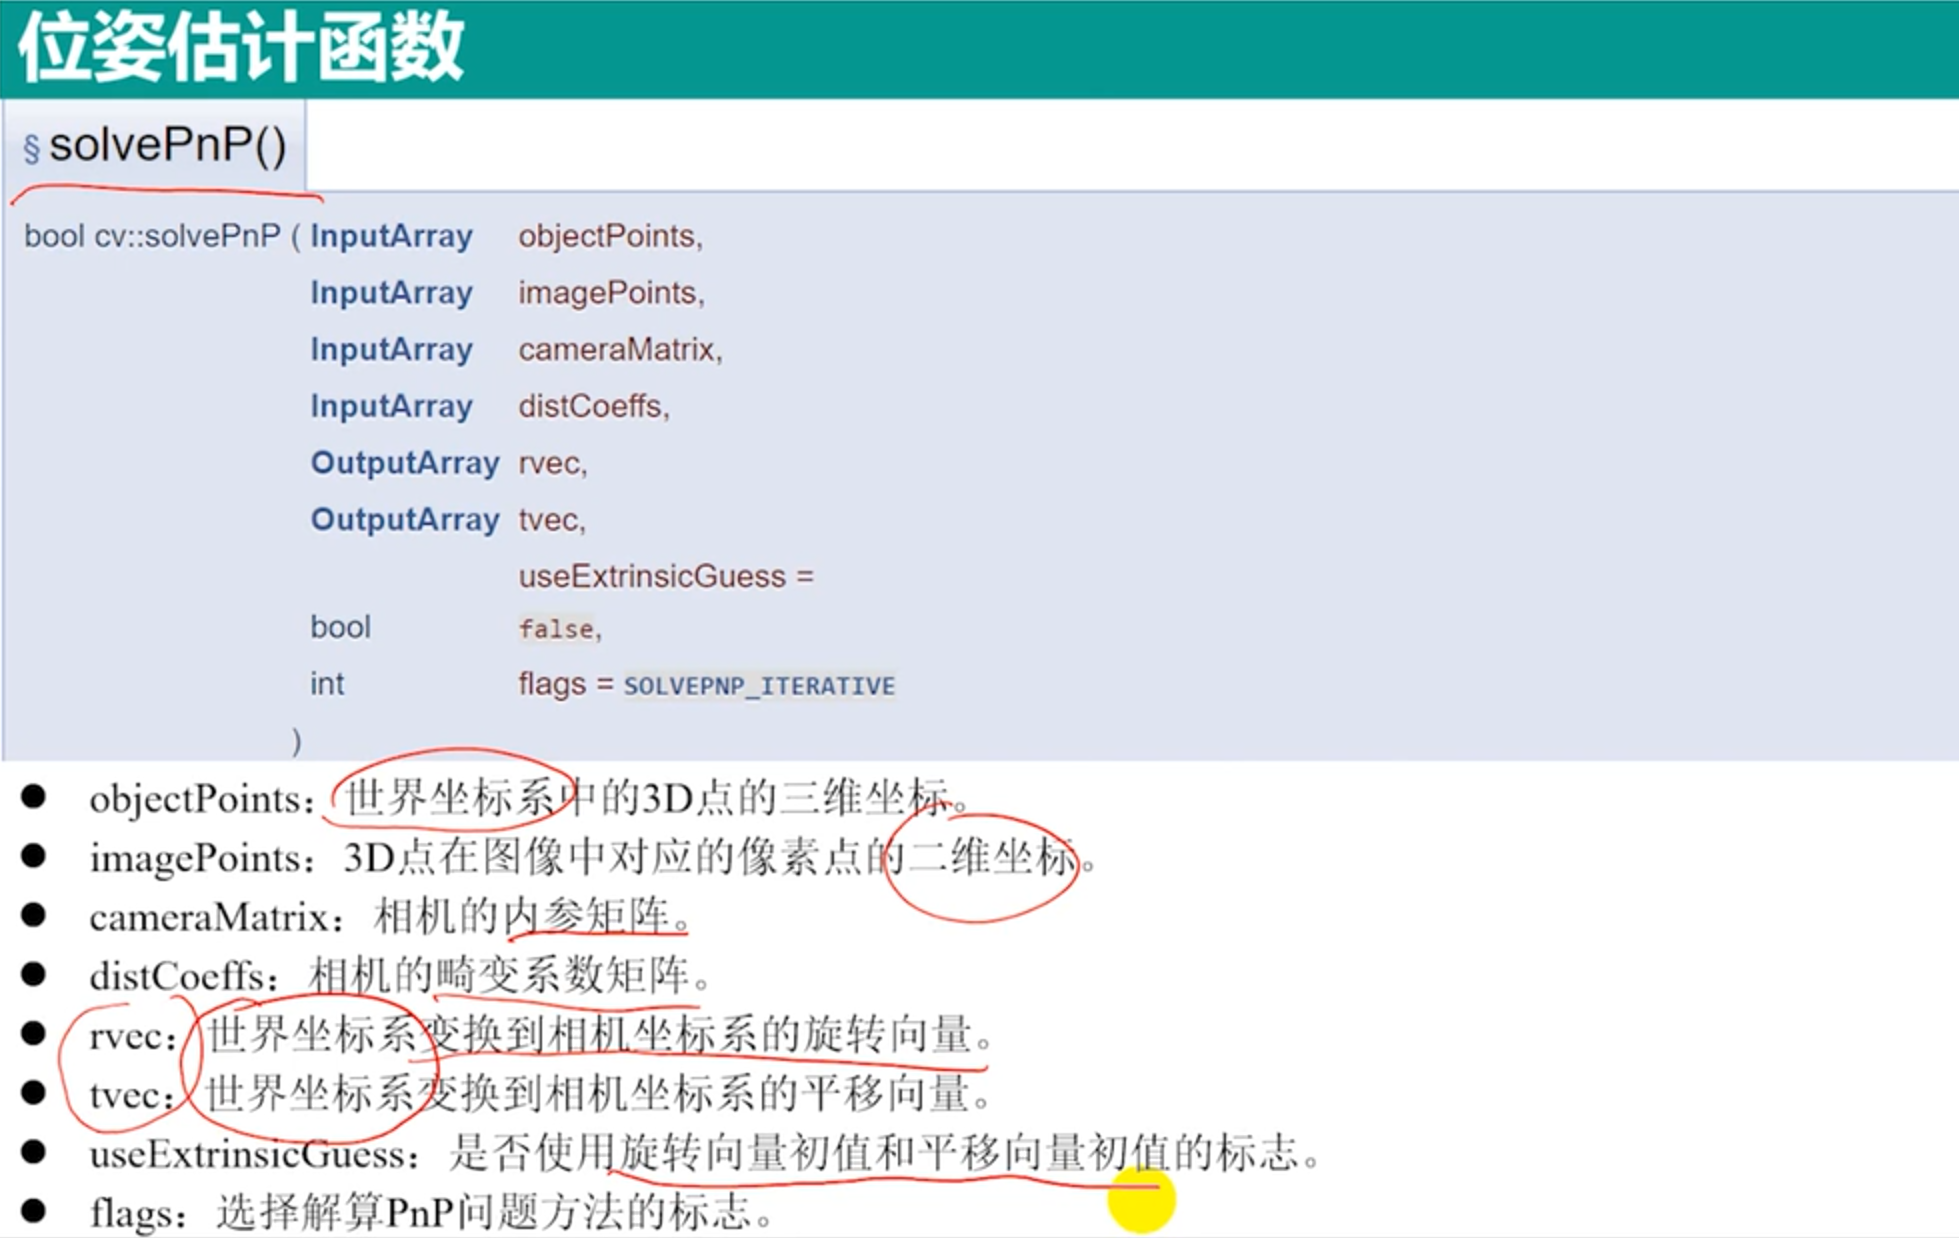 位姿估计函数
§ solvePnP()
bool cv::solvePnP ( InputArray objectPoints,
InputArray imagePoints,
InputArray cameraMatrix,
InputArray distCoeffs,
OutputArray rvec,
OutputArray tvec,
useExtrinsicGuess =
bool false,
int flags = SOLVEPNP_ITERATIVE
)
● objectPoints：世界坐标系中的3D点的三维坐标。
● imagePoints：3D点在图像中对应的像素点的二维坐标。
● cameraMatrix：相机的内参矩阵。
● distCoeffs：相机的畸变系数矩阵。
● rvec：世界坐标系变换到相机坐标系的旋转向量。
● tvec：世界坐标系变换到相机坐标系的平移向量。
● useExtrinsicGuess：是否使用旋转向量初值和平移向量初值的标志。
● flags：选择解算PnP问题方法的标志。